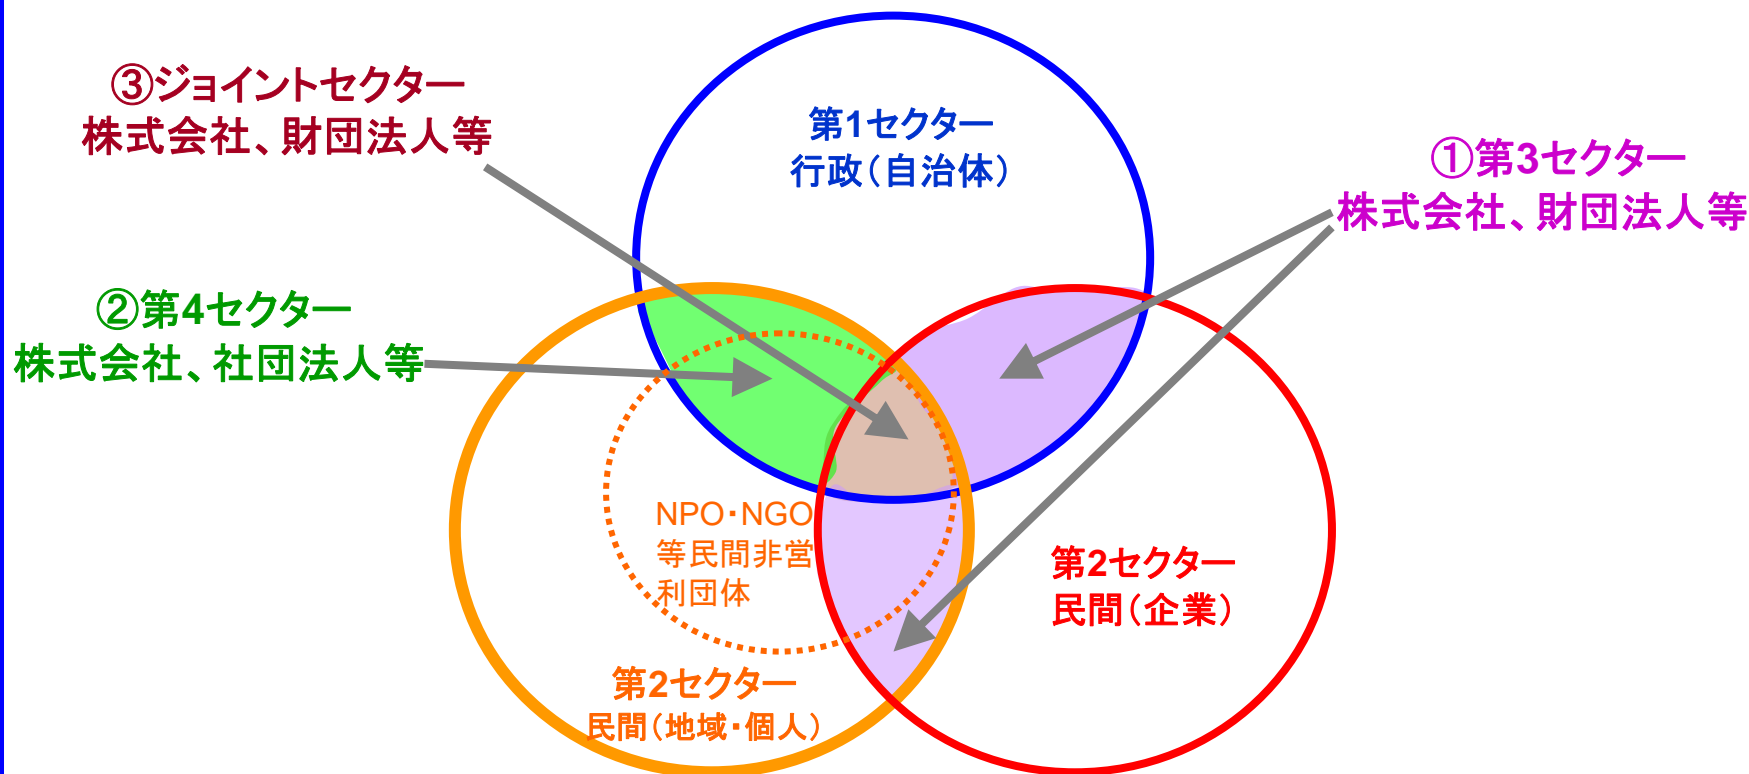 ③ジョイントセクター
株式会社、財団法人等
第1セクター
行政（自治体）
①第3セクター
株式会社、財団法人等
②第4セクター
株式会社、社団法人等
NPO・NGO
等民間非営
利団体
第2セクター
民間（企業）
第2セクター
民間（地域・個人）